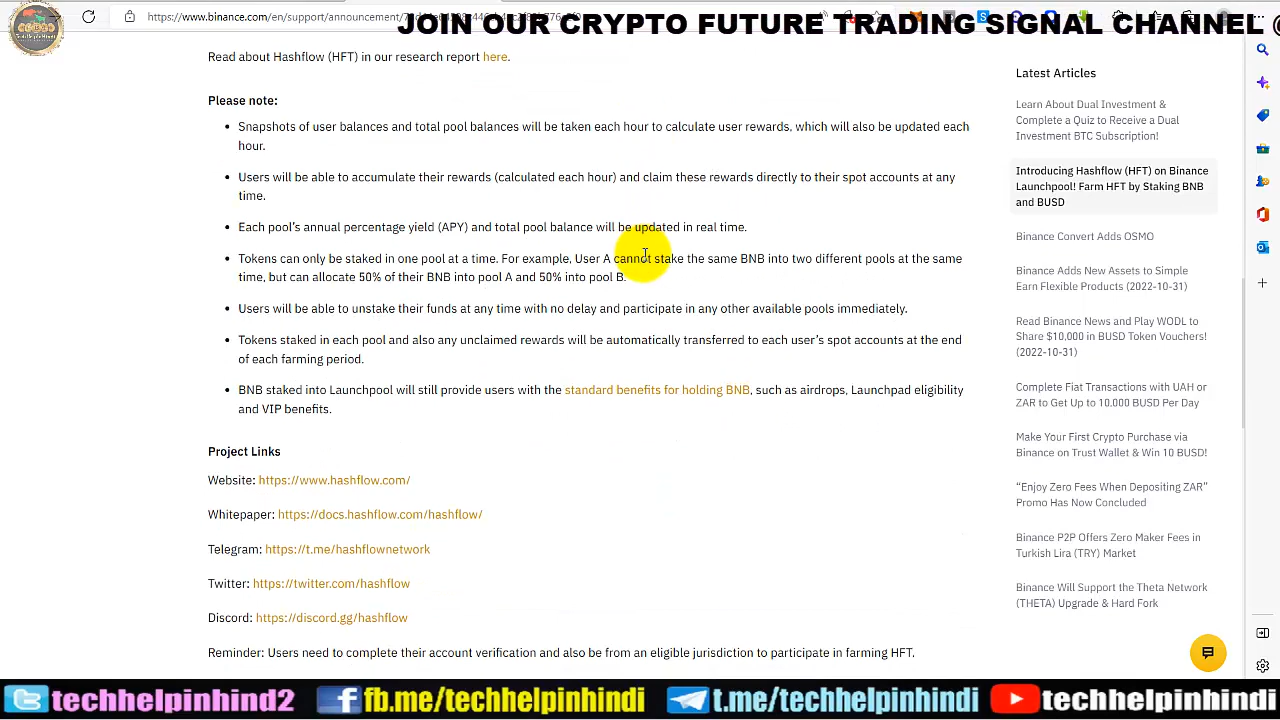 JOIN OUR CRYPTO FUTURE TRADING SIGNAL CHANNEL
https://www.binance.com/en/support/announcement/
Read about Hashflow (HFT) in our research report here.
Please note:
Snapshots of user balances and total pool balances will be taken each hour to calculate user rewards, which will also be updated each
hour.
Users will be able to accumulate their rewards (calculated each hour) and claim these rewards directly to their spot accounts at any
time.
Each pool's annual percentage yield (APY) and total pool balance will be updated in real time.
Tokens can only be staked in one pool at a time. For example, User A cannot stake the same BNB into two different pools at the same
time, but can allocate 50% of their BNB into pool A and 50% into pool B.
Users will be able to unstake their funds at any time with no delay and participate in any other available pools immediately.
Tokens staked in each pool and also any unclaimed rewards will be automatically transferred to each user's spot accounts at the end
of each farming period.
BNB staked into Launchpool will still provide users with the standard benefits for holding BNB, such as airdrops, Launchpad eligibility
and VIP benefits.
Project Links
Website: https://www.hashflow.com/
Whitepaper: https://docs.hashflow.com/hashflow/
Telegram: https://t.me/hashflownetwork
Twitter: https://twitter.com/hashflow
Discord: https://discord.gg/hashflow
Reminder: Users need to complete their account verification and also be from an eligible jurisdiction to participate in farming HFT.
Latest Articles
Learn About Dual Investment &
Complete a Quiz to Receive a Dual
Investment BTC Subscription!
Introducing Hashflow (HFT) on Binance
Launchpool! Farm HFT by Staking BNB
and BUSD
Binance Convert Adds OSMO
Binance Adds New Assets to Simple
Earn Flexible Products (2022-10-31)
Read Binance News and Play WODL to
Share $10,000 in BUSD Token Vouchers!
(2022-10-31)
Complete Fiat Transactions with UAH or
ZAR to Get Up to 10,000 BUSD Per Day
Make Your First Crypto Purchase via
Binance on Trust Wallet & Win 10 BUSD!
“Enjoy Zero Fees When Depositing ZAR”
Promo Has Now Concluded
Binance P2P Offers Zero Maker Fees in
Turkish Lira (TRY) Market
Binance Will Support the Theta Network
(THETA) Upgrade & Hard Fork
techhelpinhind2
fb.me/techhelpinhindi
t.me/techhelpinhindi
techhelpinhindi